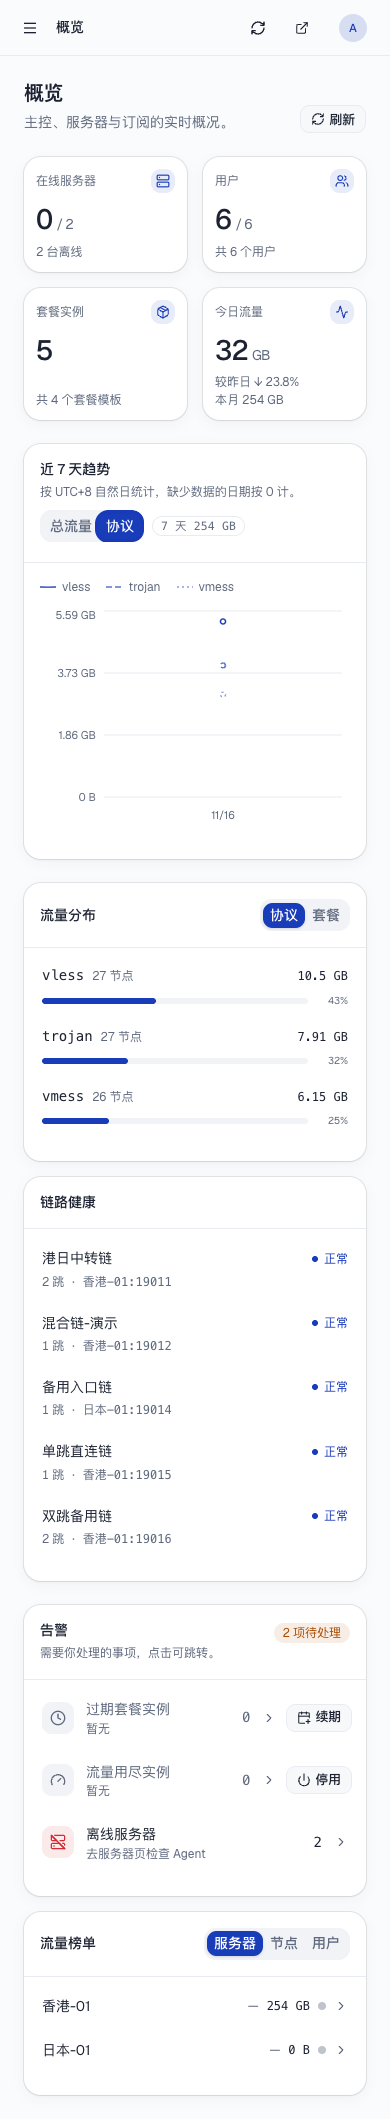 概览
A
概览
主控、服务器与订阅的实时概况。
刷新
在线服务器
0 / 2
2 台离线
用户
6 / 6
共 6 个用户
套餐实例
5
共 4 个套餐模板
今日流量
32 GB
较昨日 ↓ 23.8%
本月 254 GB
近 7 天趋势
按 UTC+8 自然日统计，缺少数据的日期按 0 计。
总流量 协议 7 天 254 GB
vless trojan vmess
5.59 GB
3.73 GB
1.86 GB
0 B
11/16
流量分布
协议 套餐
vless 27 节点 10.5 GB
43%
trojan 27 节点 7.91 GB
32%
vmess 26 节点 6.15 GB
25%
链路健康
港日中转链 正常
2 跳 · 香港-01:19011
混合链-演示 正常
1 跳 · 香港-01:19012
备用入口链 正常
1 跳 · 日本-01:19014
单跳直连链 正常
1 跳 · 香港-01:19015
双跳备用链 正常
2 跳 · 香港-01:19016
告警
2 项待处理
需要你处理的事项，点击可跳转。
过期套餐实例 0 续期
暂无
流量用尽实例 0 停用
暂无
离线服务器 2
去服务器页检查 Agent
流量榜单
服务器 节点 用户
香港-01 — 254 GB
日本-01 — 0 B